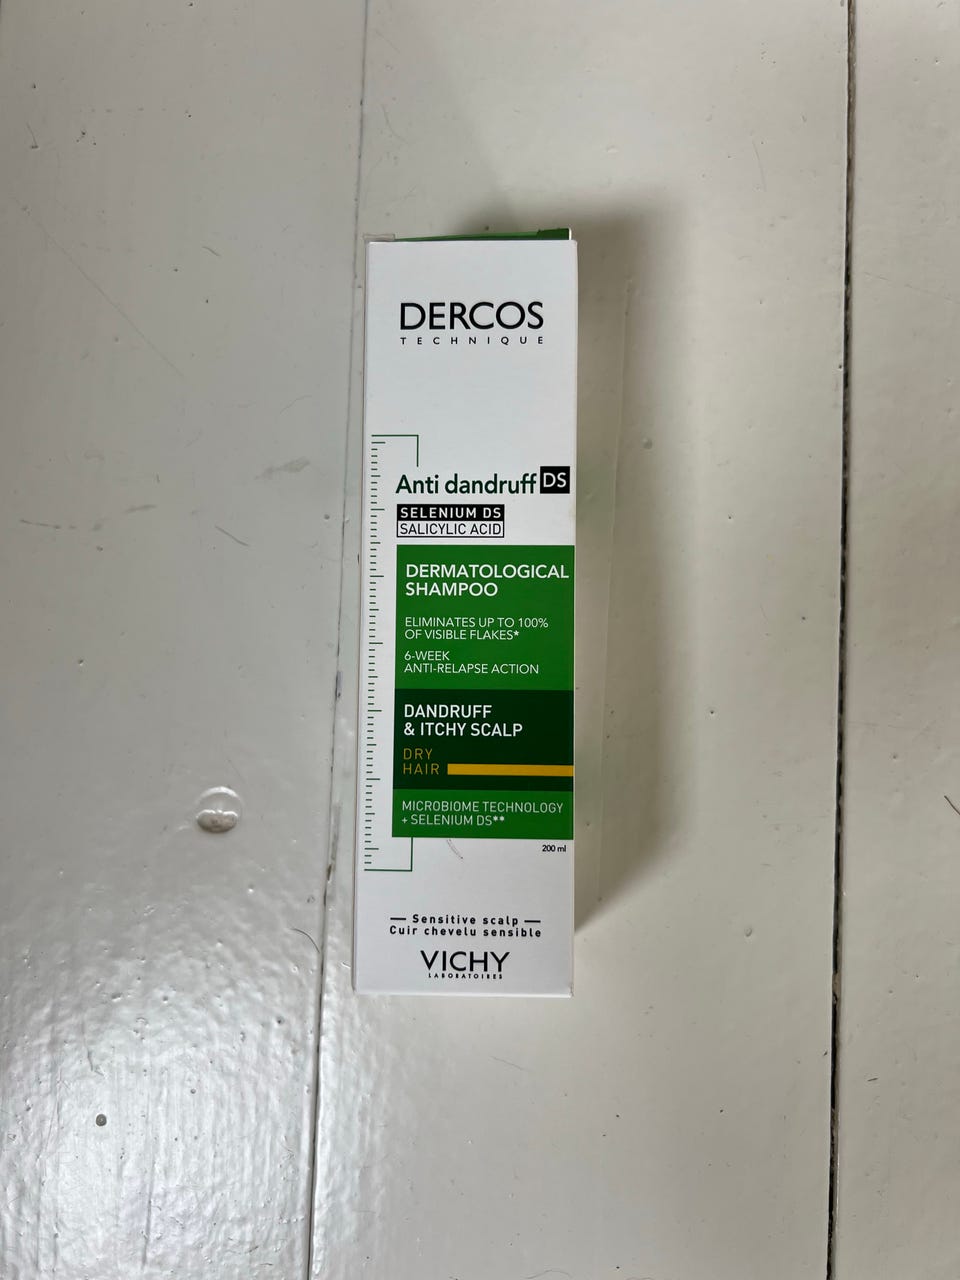 DERCOS
TECHNIQUE
Anti dandruff DS
SELENIUM DS
SALICYLIC ACID
DERMATOLOGICAL
SHAMPOO
ELIMINATES UP TO 100%
OF VISIBLE FLAKES*
6-WEEK
ANTI-RELAPSE ACTION
DANDRUFF
& ITCHY SCALP
DRY
HAIR
MICROBIOME TECHNOLOGY
+ SELENIUM DS**
200 ml
Sensitive scalp
Cuir chevelu sensible
VICHY
LABORATOIRES